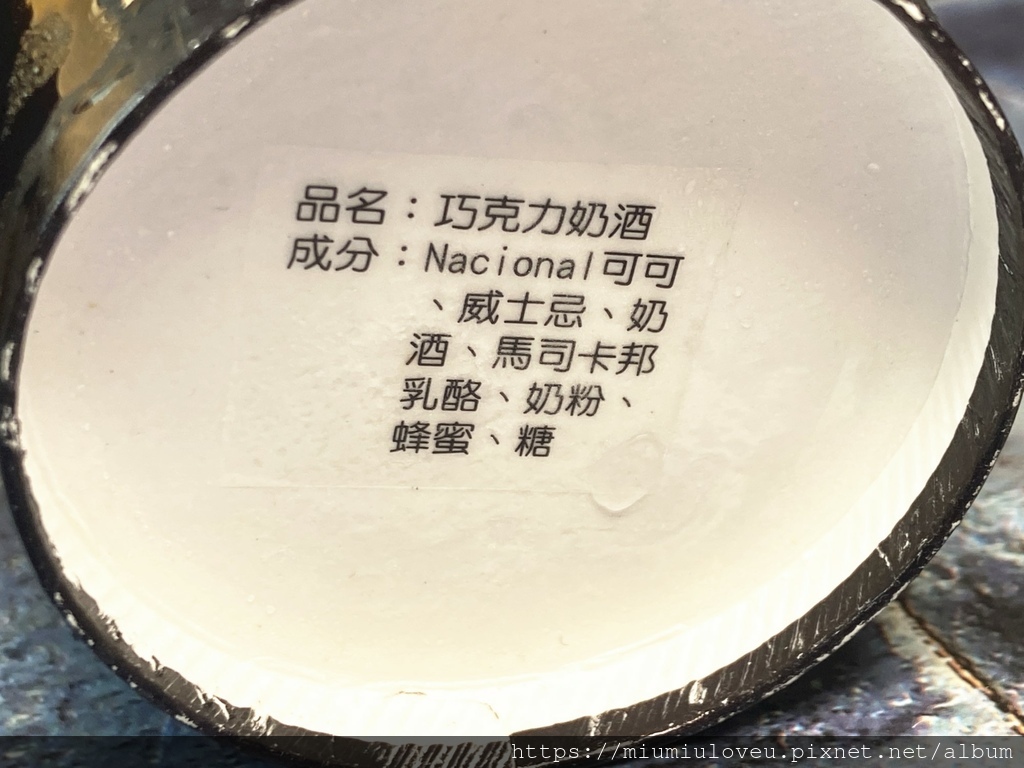 品名：巧克力奶酒
成分：Nacional可可
、威士忌、奶
酒、馬司卡邦
乳酪、奶粉、
蜂蜜、糖
https://miumiuloveu.pixnet.net/album